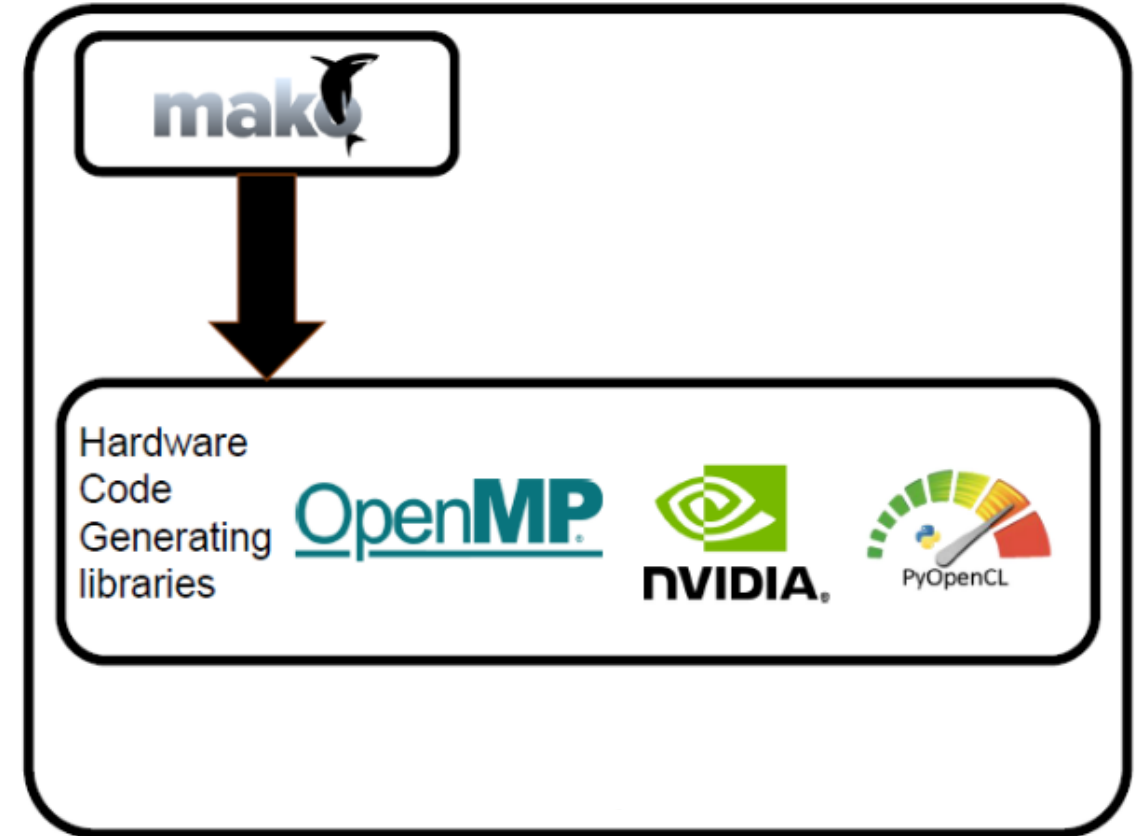 mako
Hardware
Code
Generating
libraries
OpenMP®
NVIDIA®
PyOpenCL